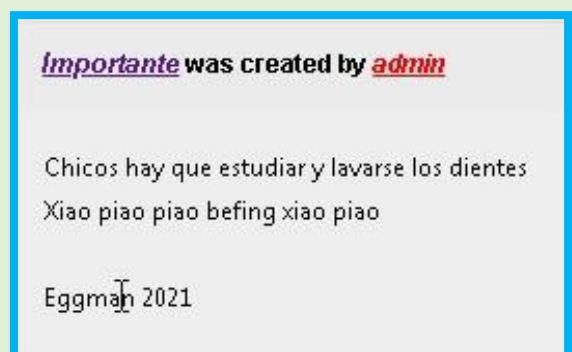 Importante was created by admin
Chicos hay que estudiar y lavarse los dientes
Xiao piao piao befing xiao piao
Eggman 2021